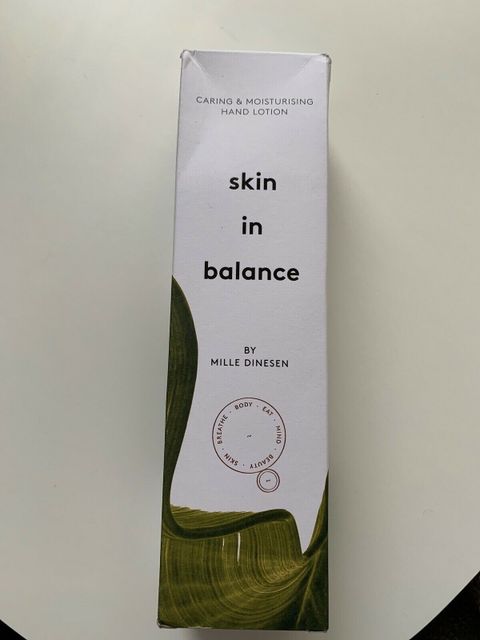 CARING & MOISTURISING
HAND LOTION
skin
in
balance
BY
MILLE DINESEN
BREATHE · BODY · EAT · MIND · BEAUTY · SKIN ·